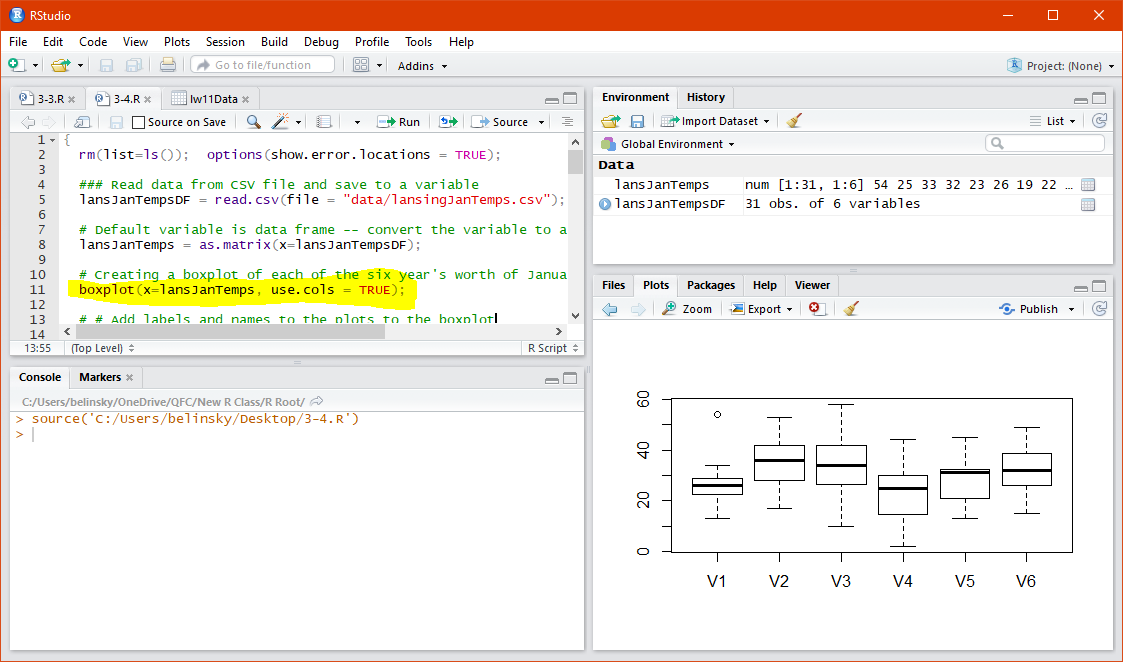 RStudio
File Edit Code View Plots Session Build Debug Profile Tools Help
Go to file/function Addins Project: (None)
3-3.R 3-4.R lw11Data
Source on Save Run Source
1 {
2 rm(list=ls()); options(show.error.locations = TRUE);
3
4 ### Read data from CSV file and save to a variable
5 lansJanTempsDF = read.csv(file = "data/lansingJanTemps.csv");
6
7 # Default variable is data frame -- convert the variable to a
8 lansJanTemps = as.matrix(x=lansJanTempsDF);
9
10 # Creating a boxplot of each of the six year's worth of Janua
11 boxplot(x=lansJanTemps, use.cols = TRUE);
12
13 # # Add labels and names to the plots to the boxplot
14
13:55 (Top Level) R Script
Console Markers
C:/Users/belinsky/OneDrive/QFC/New R Class/R Root/
> source('C:/Users/belinsky/Desktop/3-4.R')
>
Environment History
Import Dataset List
Global Environment
Data
lansJanTemps num [1:31, 1:6] 54 25 33 32 23 26 19 22 …
lansJanTempsDF 31 obs. of 6 variables
Files Plots Packages Help Viewer
Zoom Export Publish
60
40
20
0
V1 V2 V3 V4 V5 V6